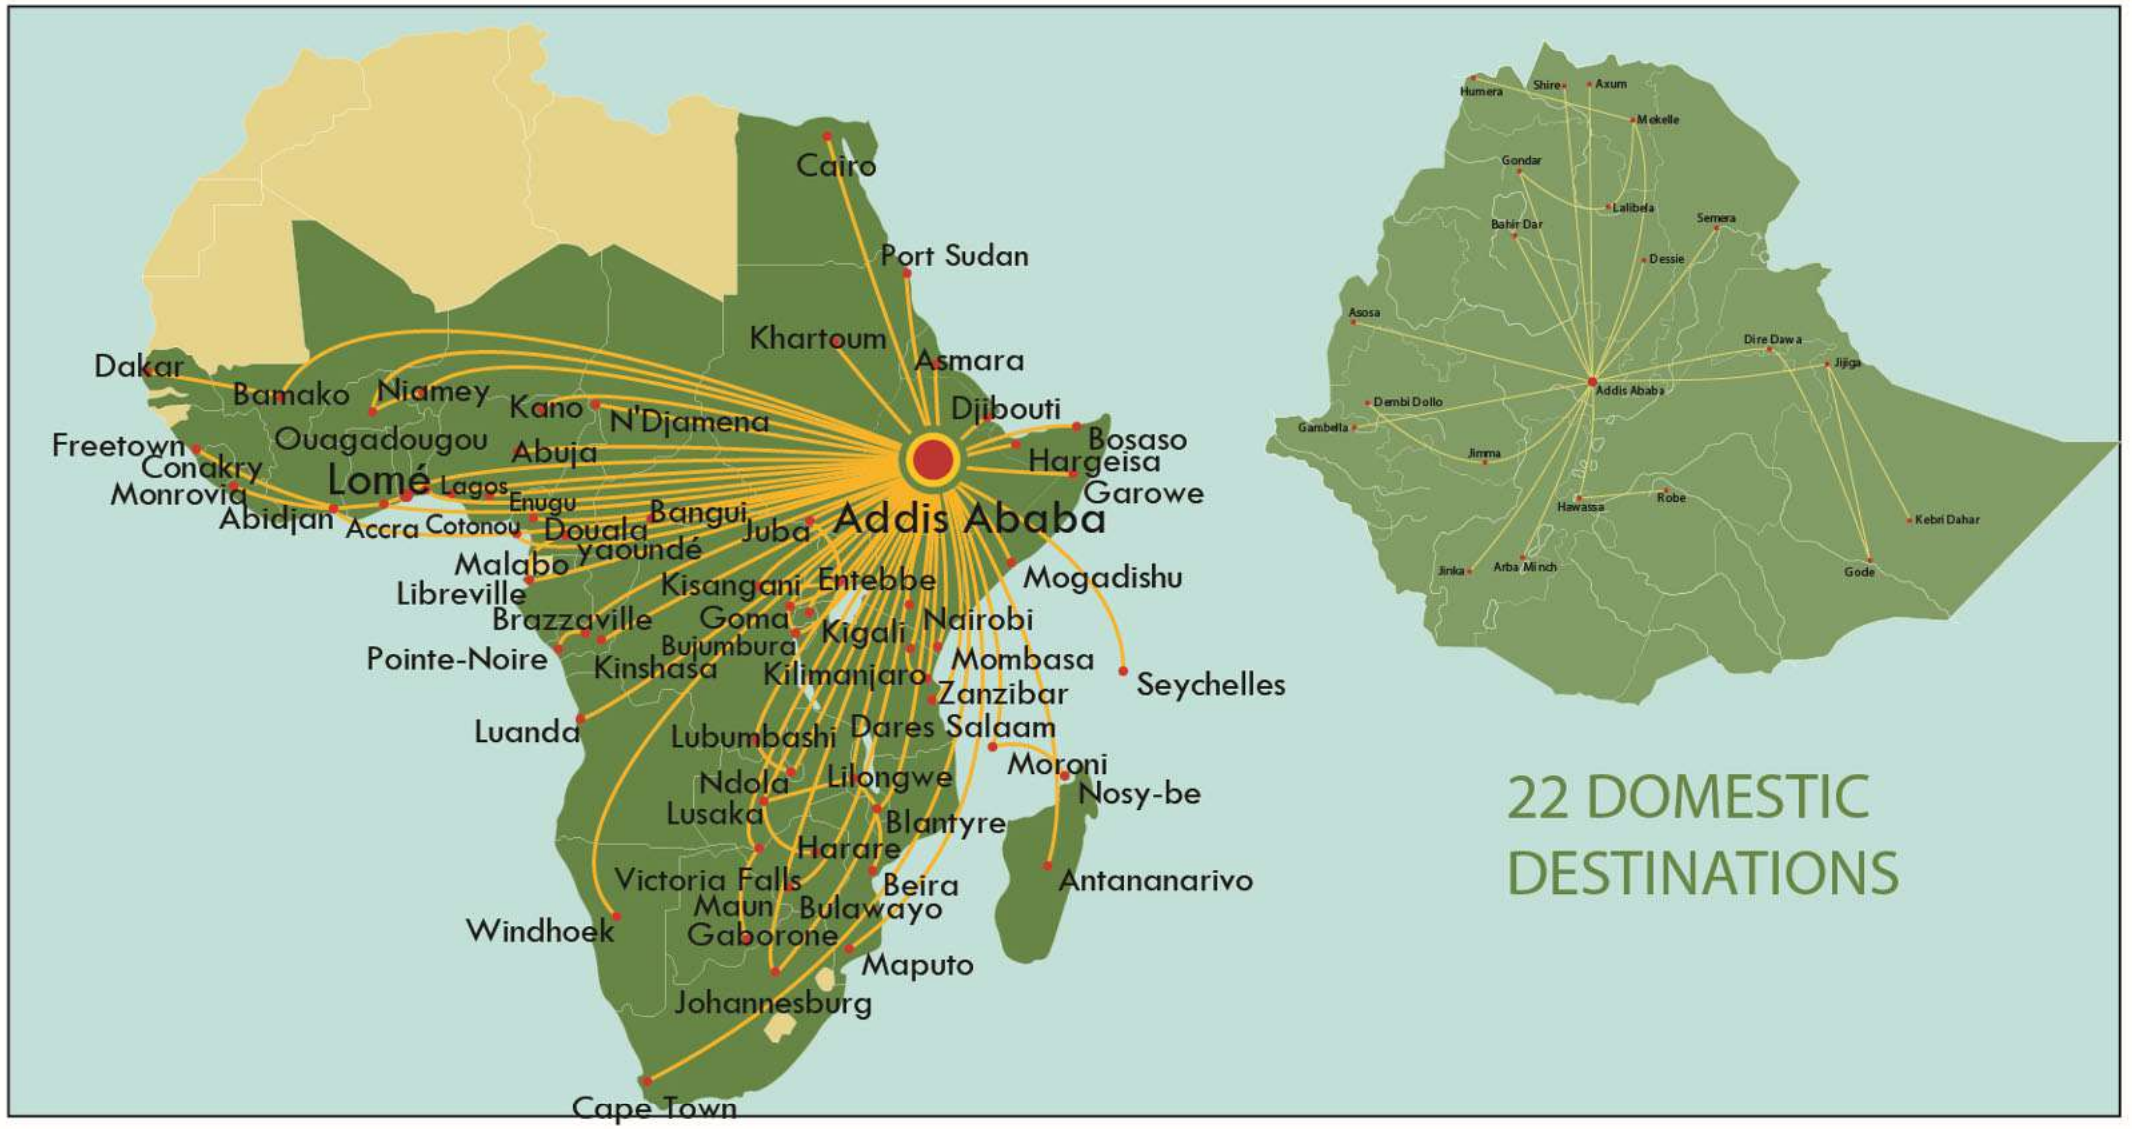 Cairo
Port Sudan
Khartoum
Asmara
Dakar
Bamako
Niamey
Kano
N'Djamena
Djibouti
Bosaso
Freetown
Ouagadougou
Abuja
Hargeisa
Conakry
Lomé
Lagos
Garowe
Monrovia
Enugu
Abidjan
Accra
Cotonou
Douala
Bangui
Juba
Addis Ababa
yaoundé
Malabo
Libreville
Kisangani
Entebbe
Mogadishu
Brazzaville
Goma
Kigali
Nairobi
Bujumbura
Pointe-Noire
Kinshasa
Kilimanjaro
Mombasa
Zanzibar
Seychelles
Luanda
Lubumbashi
Dares Salaam
Moroni
Ndola
Lilongwe
Nosy-be
Lusaka
Blantyre
Harare
Victoria Falls
Beira
Antananarivo
Maun
Bulawayo
Windhoek
Gaborone
Maputo
Johannesburg
Cape Town
Humera
Shire
Axum
Mekelle
Gondar
Lalibela
Bahir Dar
Semera
Dessie
Asosa
Dire Dawa
Jijiga
Addis Ababa
Dembi Dollo
Gambella
Jimma
Robe
Hawassa
Kebri Dahar
Jinka
Arba Minch
Gode
22 DOMESTIC
DESTINATIONS